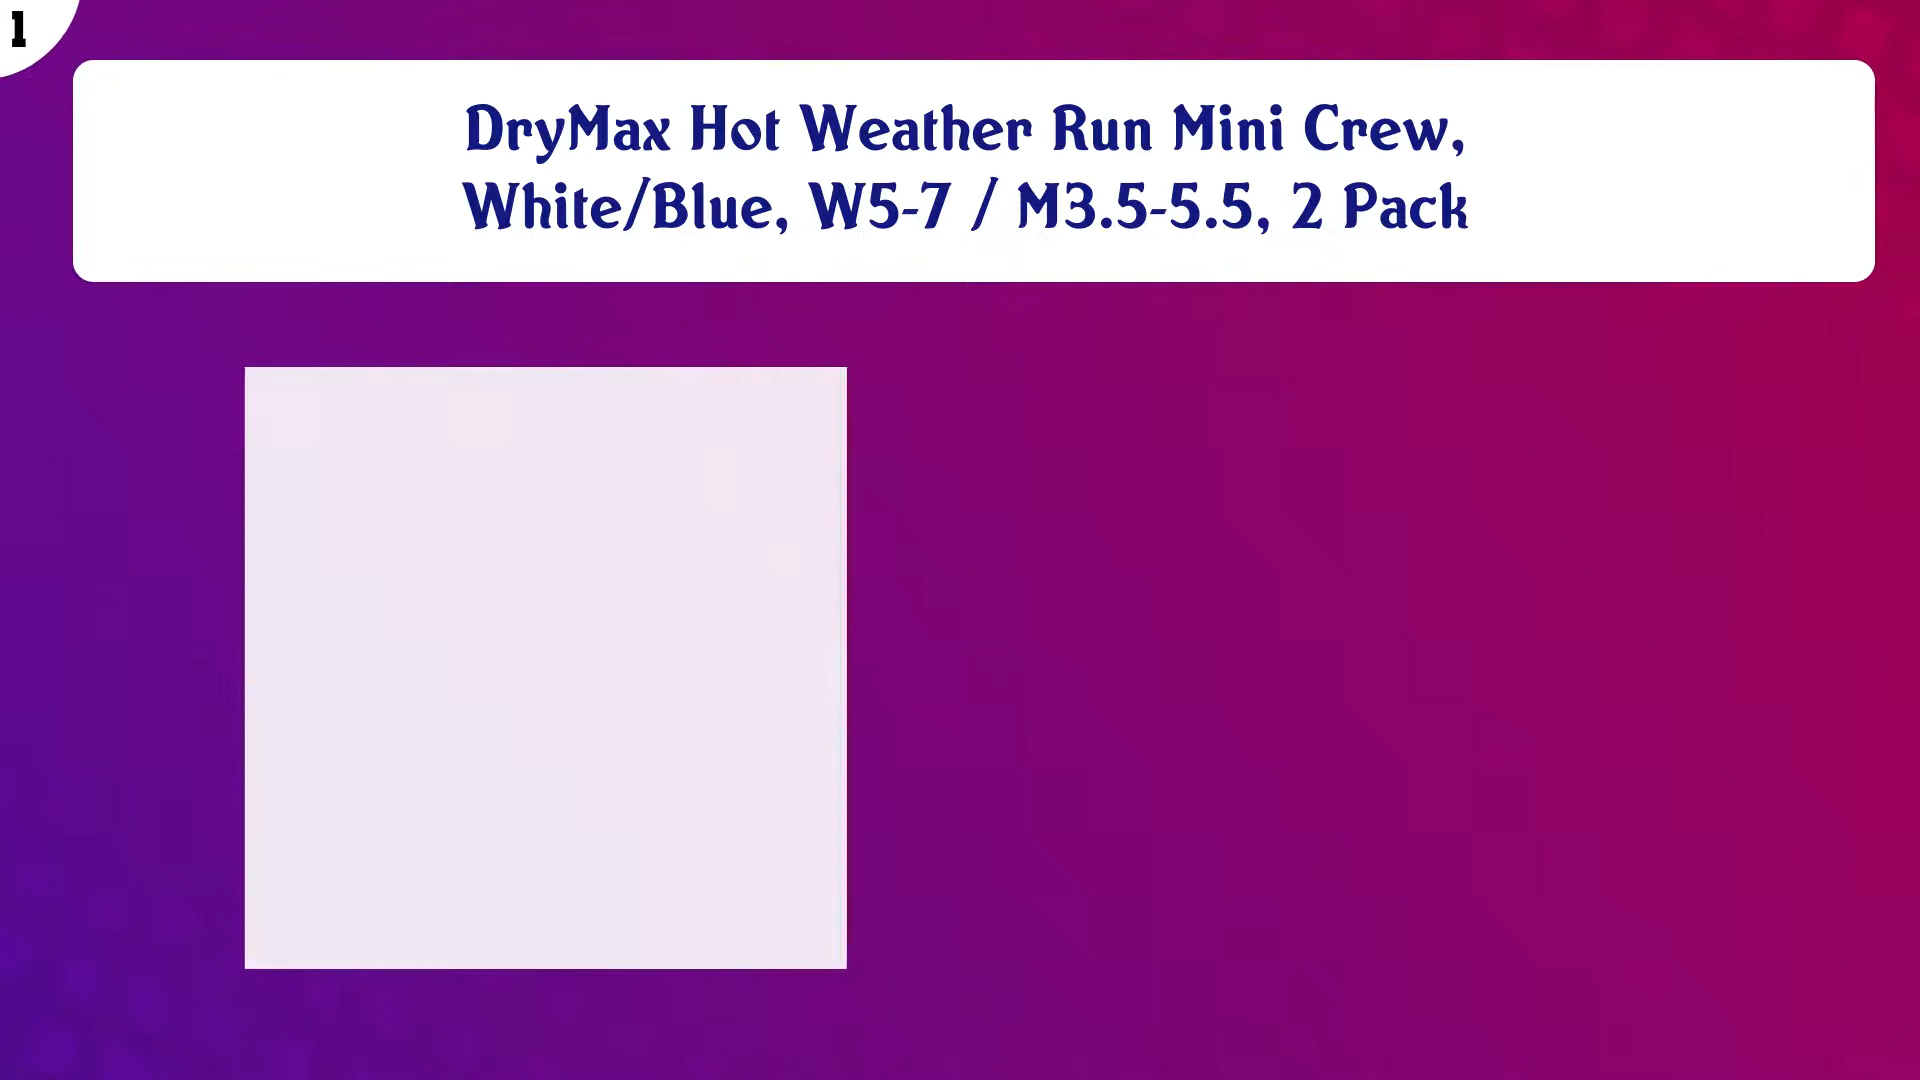 1
DryMax Hot Weather Run Mini Crew,
White/Blue, W5-7 / M3.5-5.5, 2 Pack